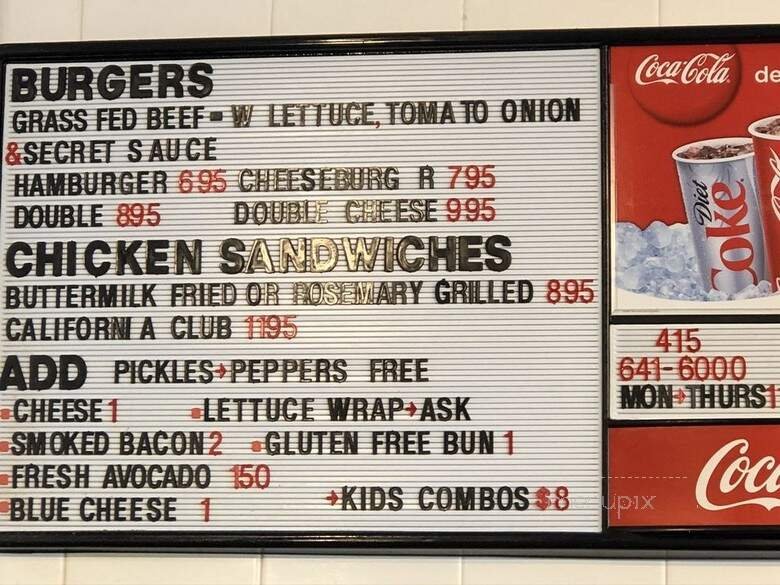 BURGERS
GRASS FED BEEF- W LETTUCE, TOMATO ONION
&SECRET SAUCE
HAMBURGER 695 CHEESEBURG R 795
DOUBLE 895 DOUBLE CHEESE 995
CHICKEN SANDWICHES
BUTTERMILK FRIED OR ROSEMARY GRILLED 895
CALIFORNIA CLUB 1195
ADD PICKLES→PEPPERS FREE
CHEESE 1 LETTUCE WRAP→ASK
SMOKED BACON 2 GLUTEN FREE BUN 1
FRESH AVOCADO 150
BLUE CHEESE 1 →KIDS COMBOS $8
Coca-Cola de
Diet Coke
415
641-6000
MON→THURS 11
Coca